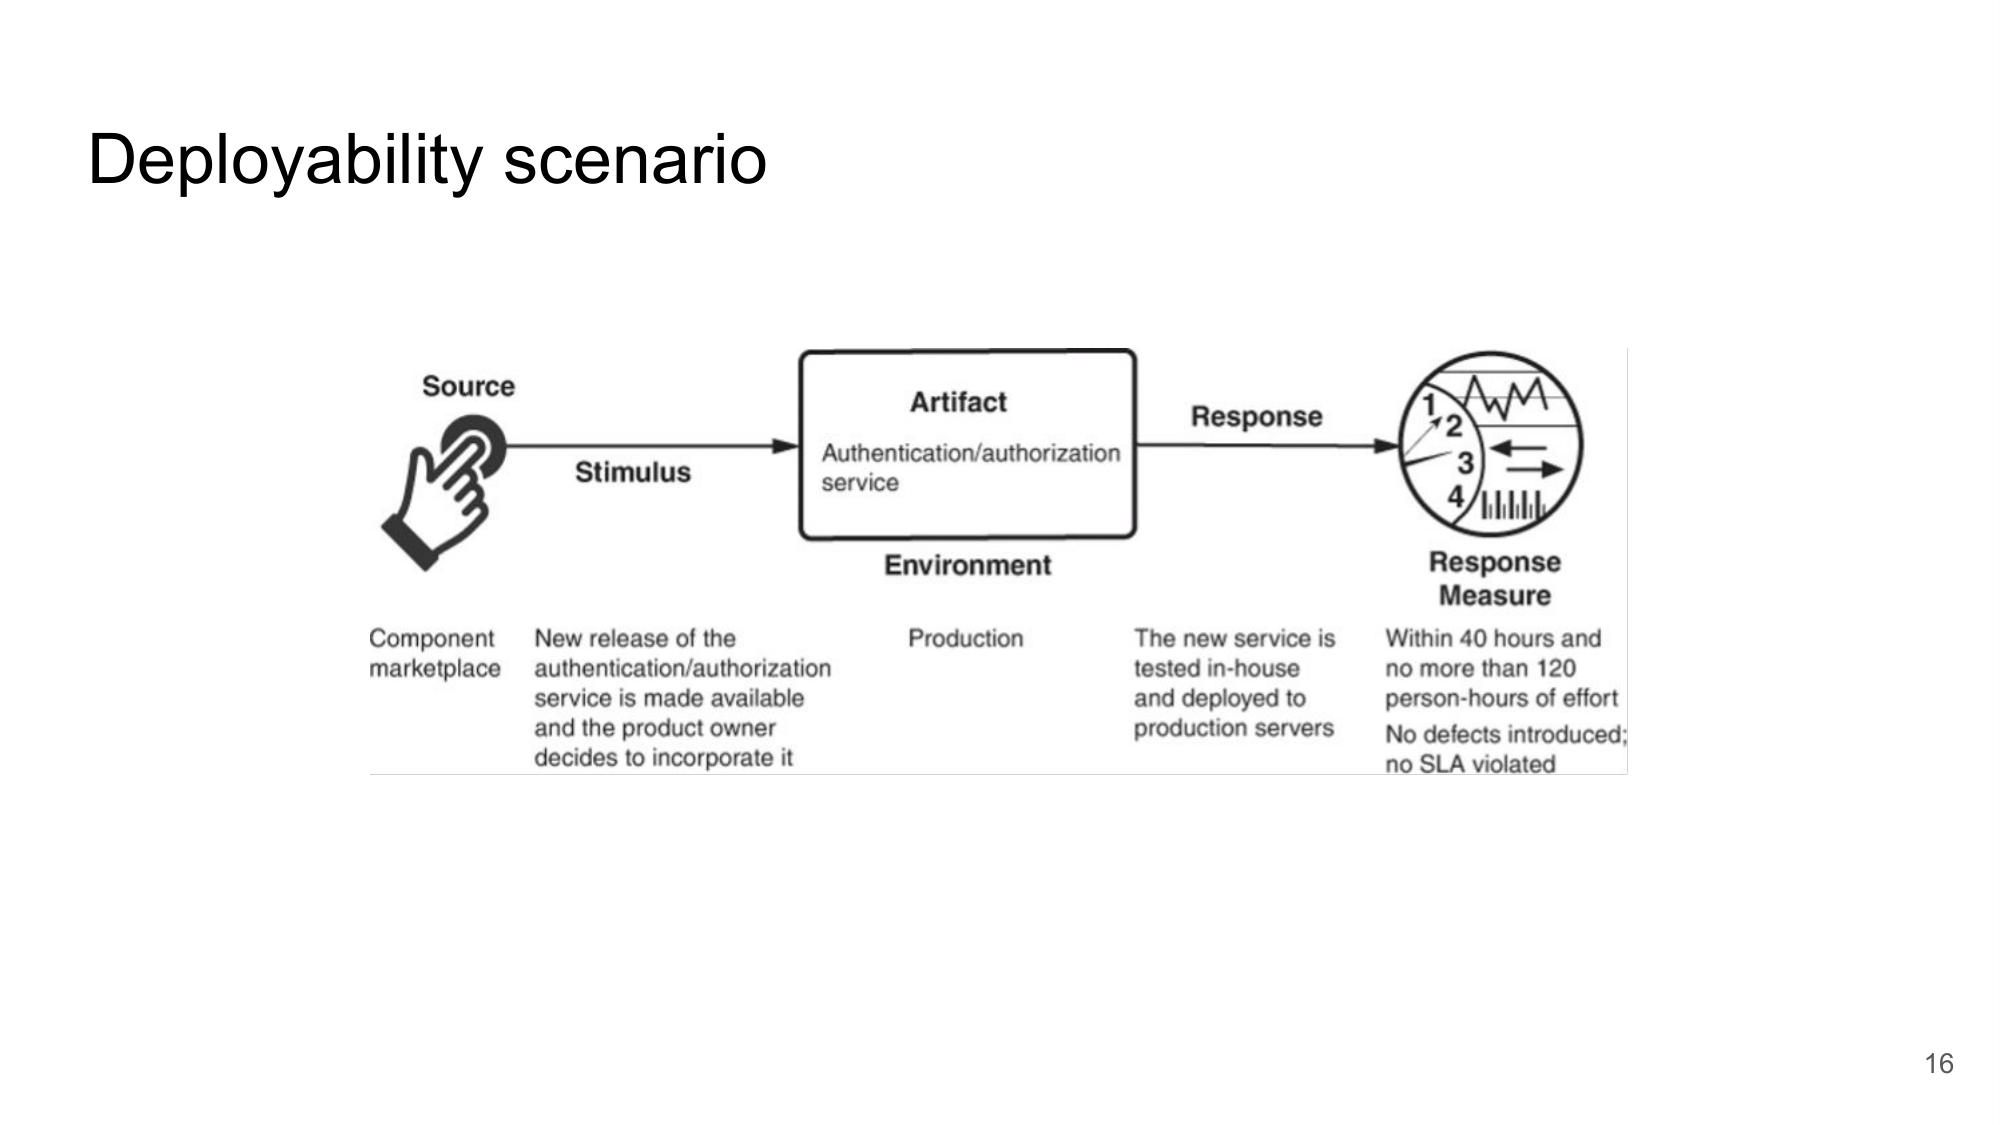 Deployability scenario
Source
Stimulus
Artifact
Authentication/authorization
service
Environment
Response
1
2
3
4
Response
Measure
Component
marketplace
New release of the
authentication/authorization
service is made available
and the product owner
decides to incorporate it
Production
The new service is
tested in-house
and deployed to
production servers
Within 40 hours and
no more than 120
person-hours of effort
No defects introduced;
no SLA violated
16